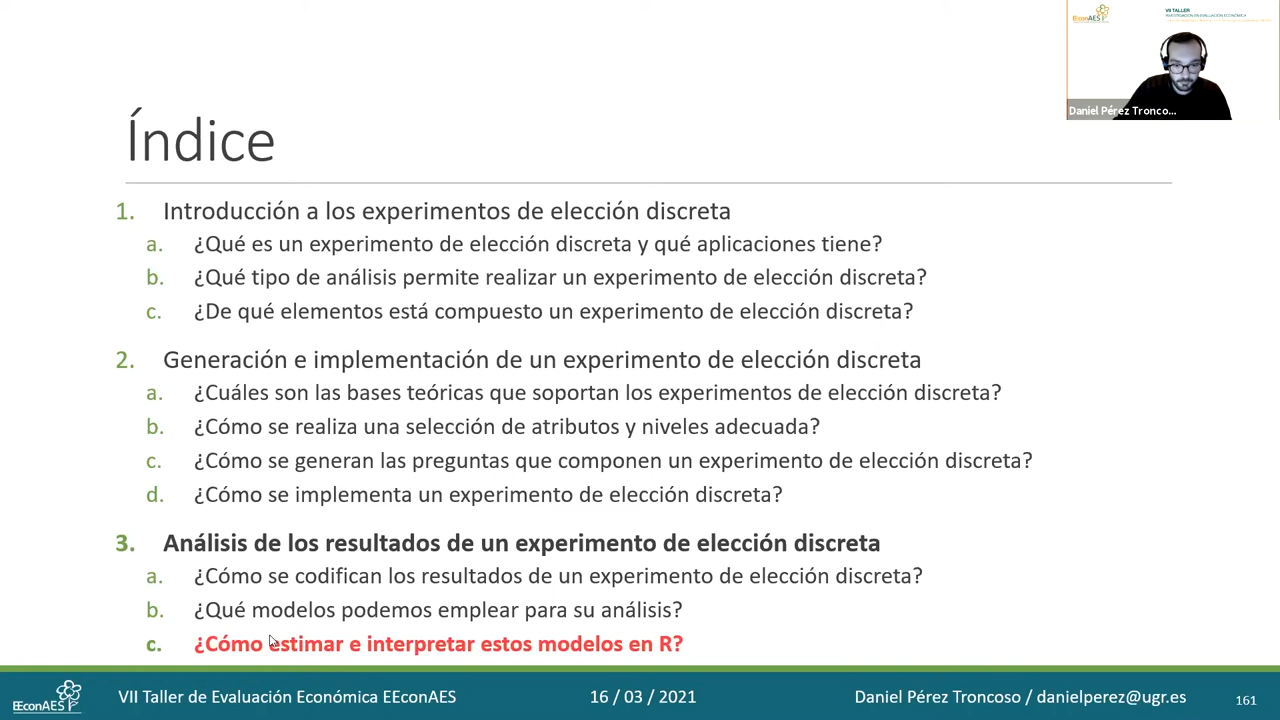 EEconAES
VII TALLER
INVESTIGACIÓN EN EVALUACIÓN ECONÓMICA
Daniel Pérez Tronco...
Índice
1. Introducción a los experimentos de elección discreta
a. ¿Qué es un experimento de elección discreta y qué aplicaciones tiene?
b. ¿Qué tipo de análisis permite realizar un experimento de elección discreta?
c. ¿De qué elementos está compuesto un experimento de elección discreta?
2. Generación e implementación de un experimento de elección discreta
a. ¿Cuáles son las bases teóricas que soportan los experimentos de elección discreta?
b. ¿Cómo se realiza una selección de atributos y niveles adecuada?
c. ¿Cómo se generan las preguntas que componen un experimento de elección discreta?
d. ¿Cómo se implementa un experimento de elección discreta?
3. Análisis de los resultados de un experimento de elección discreta
a. ¿Cómo se codifican los resultados de un experimento de elección discreta?
b. ¿Qué modelos podemos emplear para su análisis?
c. ¿Cómo estimar e interpretar estos modelos en R?
EEconAES
VII Taller de Evaluación Económica EEconAES
16 / 03 / 2021
Daniel Pérez Troncoso / danielperez@ugr.es
161